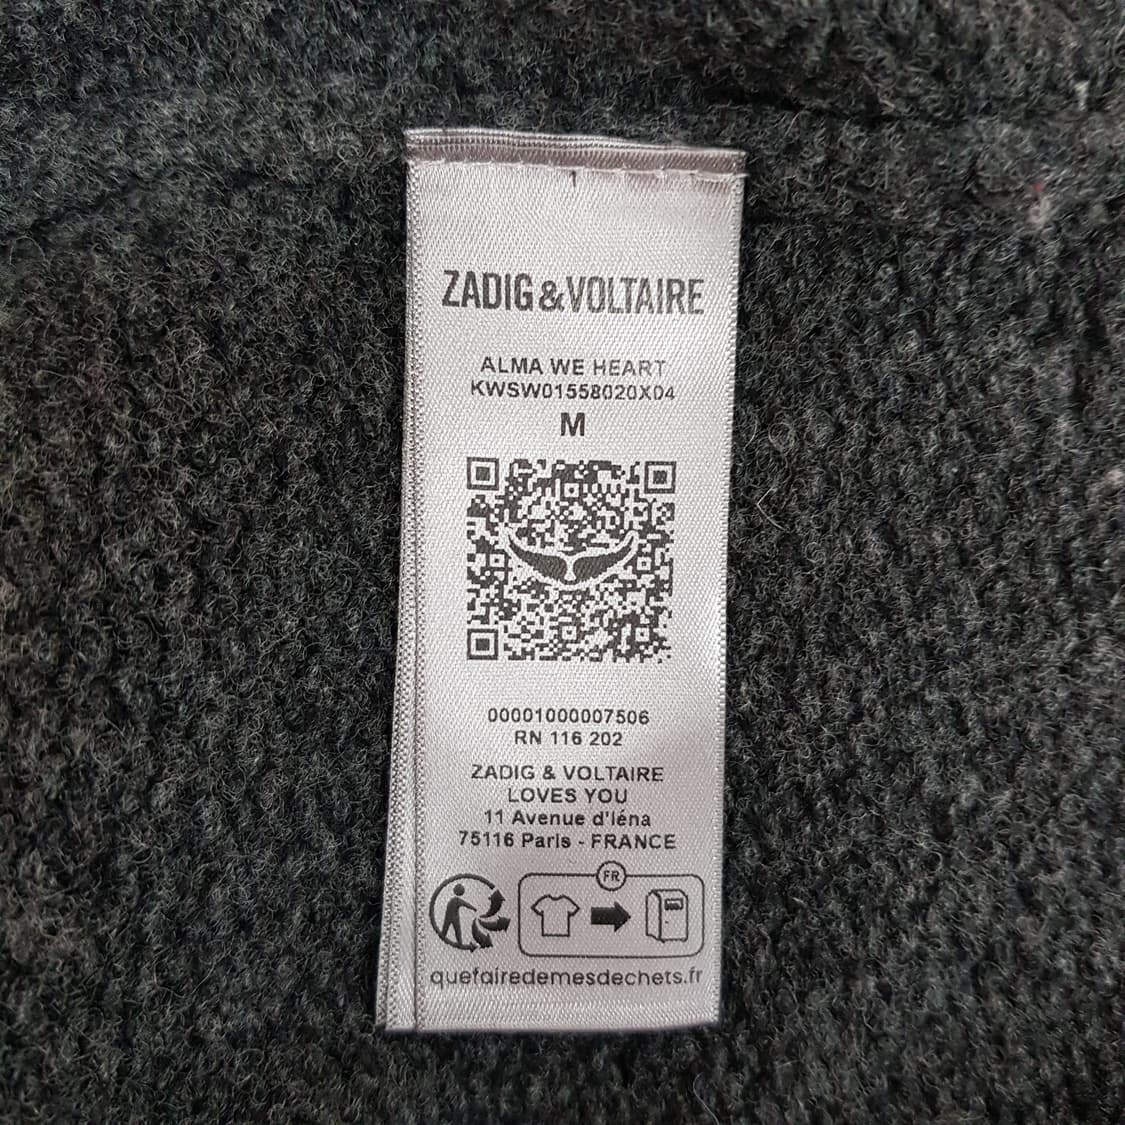 ZADIG&VOLTAIRE
ALMA WE HEART
KWSW01558020X04
M
00001000007506
RN 116 202
ZADIG & VOLTAIRE
LOVES YOU
11 Avenue d'Iéna
75116 Paris - FRANCE
FR
quefairedemesdechets.fr